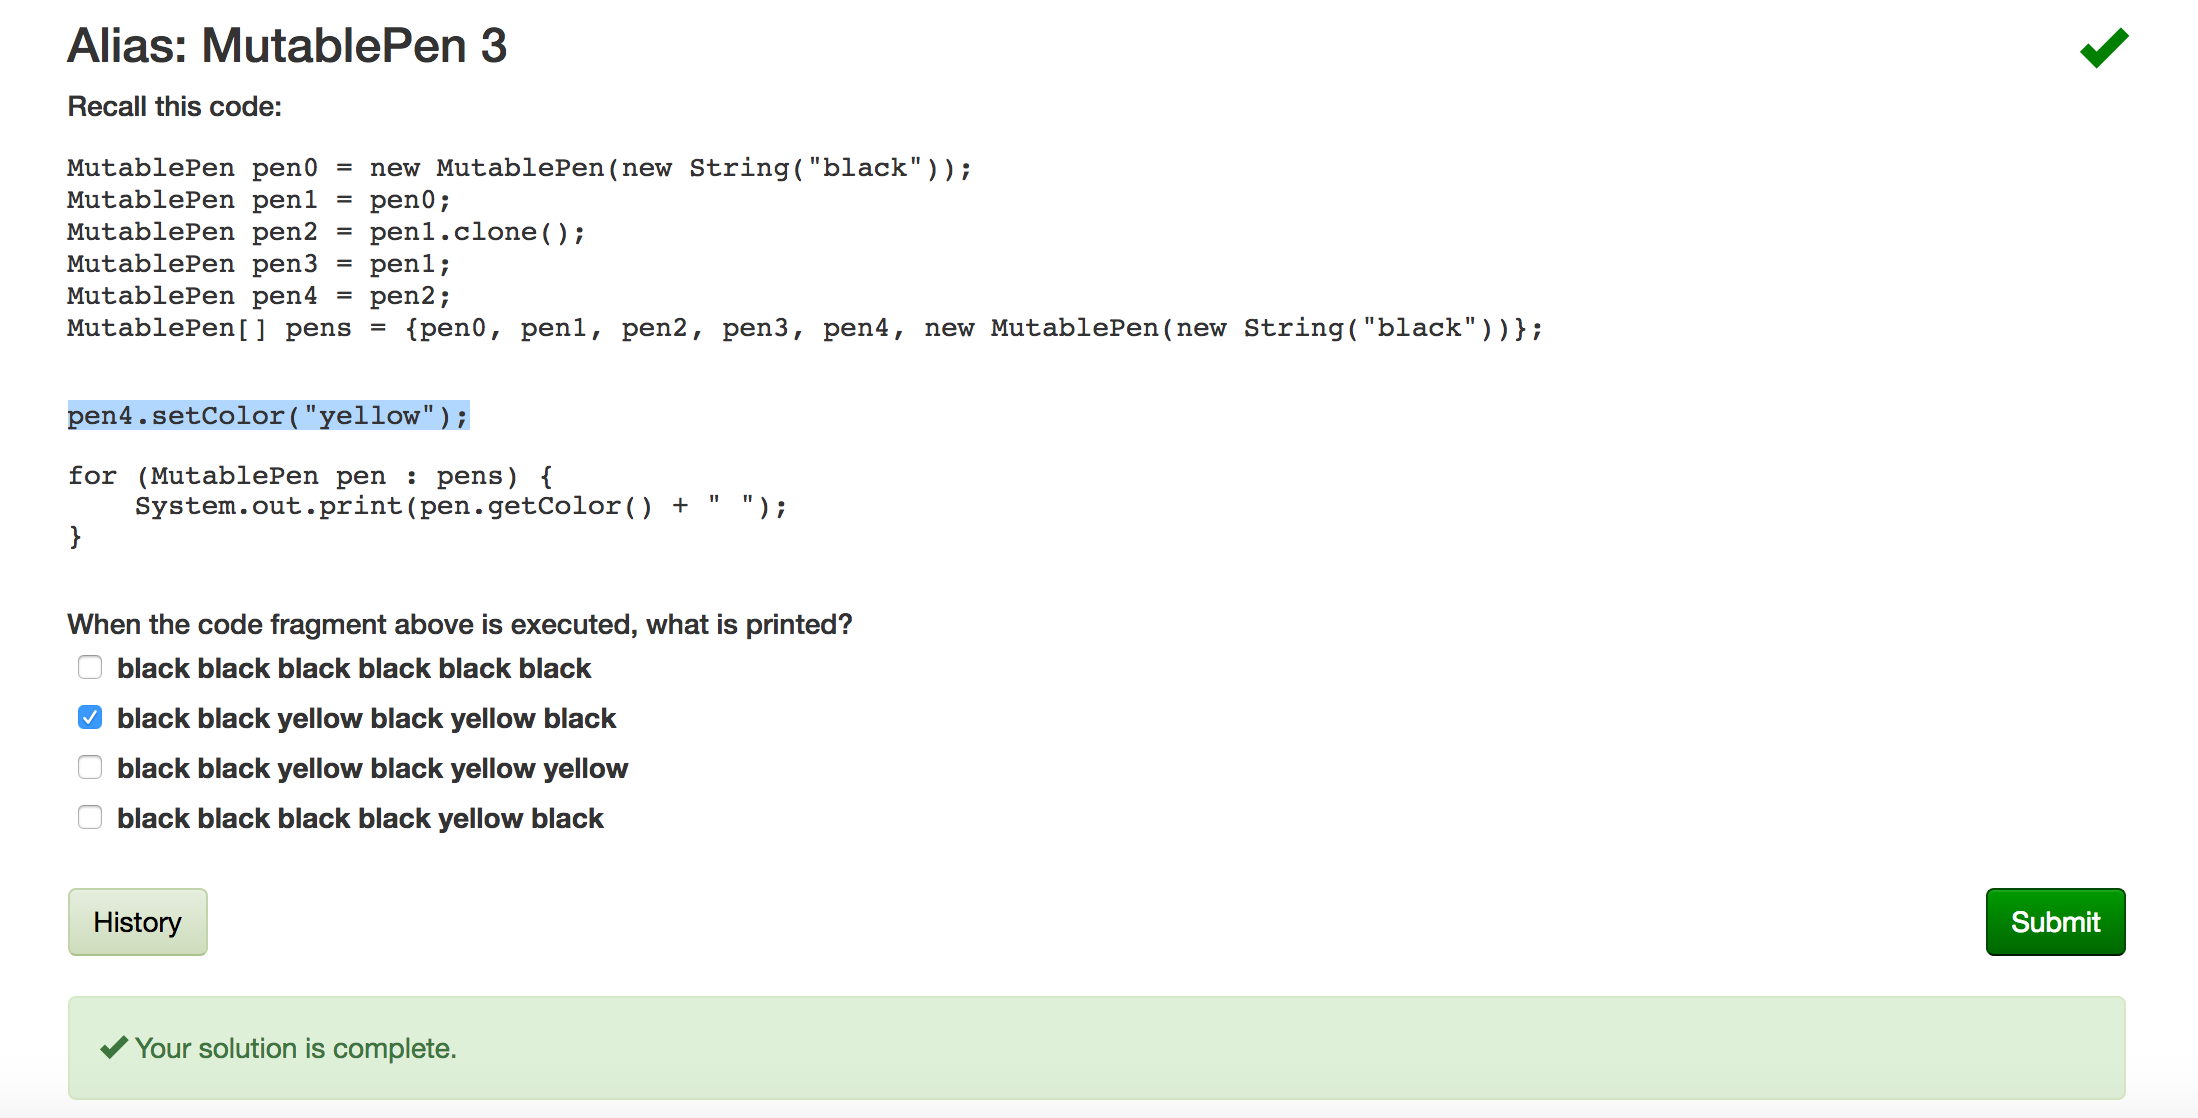 Alias: MutablePen 3
Recall this code:
MutablePen pen0 = new MutablePen(new String("black"));
MutablePen pen1 = pen0;
MutablePen pen2 = pen1.clone();
MutablePen pen3 = pen1;
MutablePen pen4 = pen2;
MutablePen[] pens = {pen0, pen1, pen2, pen3, pen4, new MutablePen(new String("black"))};
pen4.setColor("yellow");
for (MutablePen pen : pens) {
    System.out.print(pen.getColor() + " ");
}
When the code fragment above is executed, what is printed?
black black black black black black
black black yellow black yellow black
black black yellow black yellow yellow
black black black black yellow black
History
Submit
Your solution is complete.